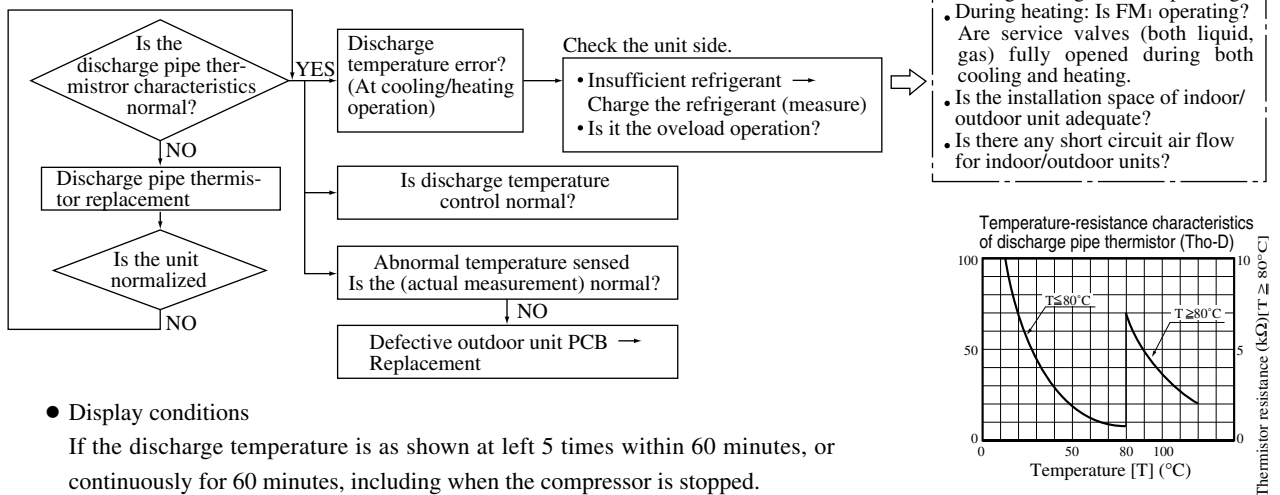 • During heating: Is FM1 operating?
Are service valves (both liquid,
gas) fully opened during both
cooling and heating.
• Is the installation space of indoor/
outdoor unit adequate?
• Is there any short circuit air flow
for indoor/outdoor units?
Is the
discharge pipe ther-
mistror characteristics
normal?
YES
NO
Discharge pipe thermis-
tor replacement
Is the unit
normalized
NO
Discharge
temperature error?
(At cooling/heating
operation)
Check the unit side.
• Insufficient refrigerant →
Charge the refrigerant (measure)
• Is it the oveload operation?
Is discharge temperature
control normal?
Abnormal temperature sensed
Is the (actual measurement) normal?
NO
Defective outdoor unit PCB →
Replacement
Temperature-resistance characteristics
of discharge pipe thermistor (Tho-D)
100
50
0
10
5
0
T≦80°C
T≧80°C
0 50 80 100
Temperature [T] (°C)
Thermistor resistance (kΩ)[T ≧ 80°C]
● Display conditions
If the discharge temperature is as shown at left 5 times within 60 minutes, or
continuously for 60 minutes, including when the compressor is stopped.